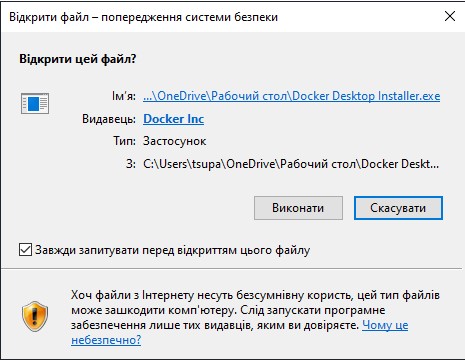 Відкрити файл – попередження системи безпеки
Відкрити цей файл?
Ім'я: ...\OneDrive\Рабочий стол\Docker Desktop Installer.exe
Видавець: Docker Inc
Тип: Застосунок
З: C:\Users\tsupa\OneDrive\Рабочий стол\Docker Deskt...
Виконати Скасувати
Завжди запитувати перед відкриттям цього файлу
Хоч файли з Інтернету несуть безсумнівну користь, цей тип файлів
може зашкодити комп'ютеру. Слід запускати програмне
забезпечення лише тих видавців, яким ви довіряєте. Чому це
небезпечно?